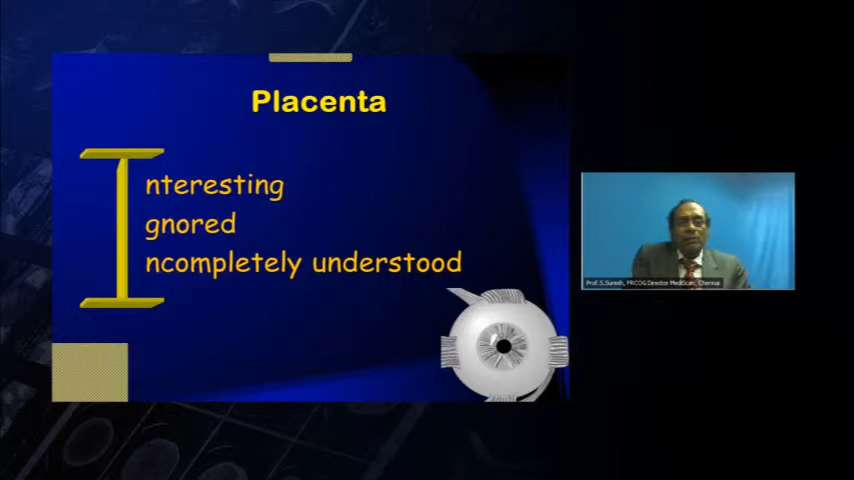 Placenta
I
nteresting
gnored
ncompletely understood
Prof.S.Suresh, FRCOG Director MediScan, Chennai